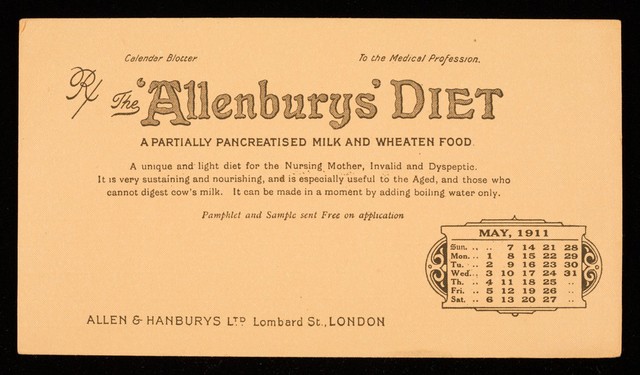 Calendar Blotter To the Medical Profession.
Rx The 'Allenburys' DIET
A PARTIALLY PANCREATISED MILK AND WHEATEN FOOD.
A unique and light diet for the Nursing Mother, Invalid and Dyspeptic.
It is very sustaining and nourishing, and is especially useful to the Aged, and those who
cannot digest cow's milk. It can be made in a moment by adding boiling water only.
Pamphlet and Sample sent Free on application
MAY, 1911
Sun. .. .. 7 14 21 28
Mon. .. 1 8 15 22 29
Tu. .. 2 9 16 23 30
Wed. .. 3 10 17 24 31
Th. .. 4 11 18 25 ..
Fri. .. 5 12 19 26 ..
Sat. .. 6 13 20 27 ..
ALLEN & HANBURYS LTD Lombard St., LONDON